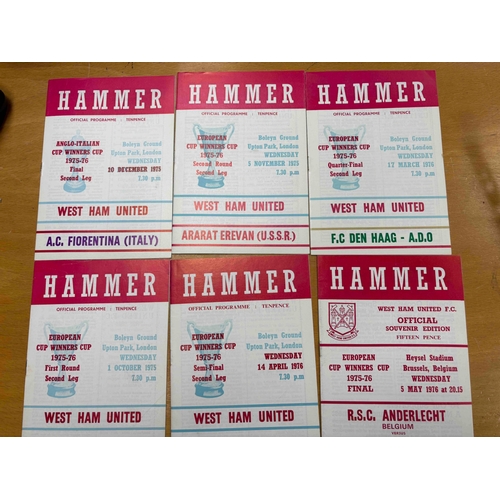 HAMMER
OFFICIAL PROGRAMME : TENPENCE
ANGLO-ITALIAN
CUP WINNERS CUP
1975-76
Final
Second Leg
Boleyn Ground
Upton Park, London
WEDNESDAY
10 DECEMBER 1975
7.30 p.m
WEST HAM UNITED
A.C. FIORENTINA (ITALY)
HAMMER
OFFICIAL PROGRAMME : TENPENCE
EUROPEAN
CUP WINNERS CUP
1975-76
Second Round
Second Leg
Boleyn Ground
Upton Park, London
WEDNESDAY
5 NOVEMBER 1975
7.30 p.m
WEST HAM UNITED
ARARAT EREVAN (U.S.S.R.)
HAMMER
OFFICIAL PROGRAMME : TENPENCE
EUROPEAN
CUP WINNERS CUP
1975-76
Quarter-Final
Second Leg
Boleyn Ground
Upton Park, London
WEDNESDAY
17 MARCH 1976
7.30 p.m
WEST HAM UNITED
F.C DEN HAAG - A.D.O
HAMMER
OFFICIAL PROGRAMME : TENPENCE
EUROPEAN
CUP WINNERS CUP
1975-76
First Round
Second Leg
Boleyn Ground
Upton Park, London
WEDNESDAY
1 OCTOBER 1975
7.30 p.m
WEST HAM UNITED
HAMMER
OFFICIAL PROGRAMME : TENPENCE
EUROPEAN
CUP WINNERS CUP
1975-76
Semi-Final
Second Leg
Boleyn Ground
Upton Park, London
WEDNESDAY
14 APRIL 1976
7.30 p.m
WEST HAM UNITED
HAMMER
WEST HAM UNITED F.C.
OFFICIAL
SOUVENIR EDITION
FIFTEEN PENCE
EUROPEAN
CUP WINNERS CUP
1975-76
FINAL
Heysel Stadium
Brussels, Belgium
WEDNESDAY
5 MAY 1976 at 20.15
R.S.C. ANDERLECHT
BELGIUM
versus